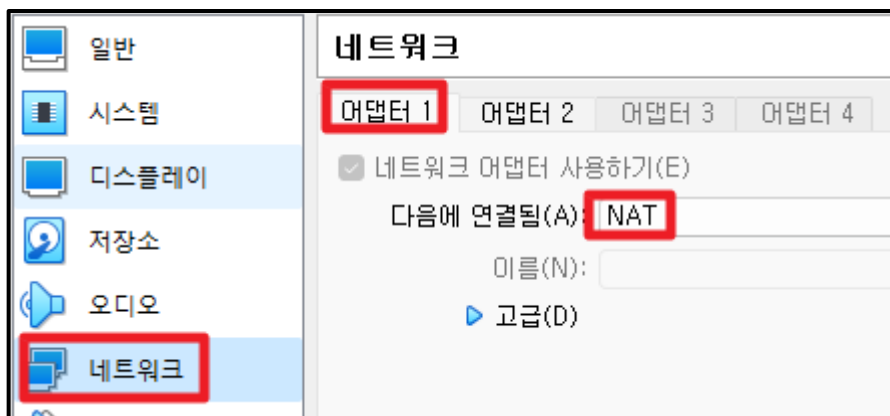 일반
시스템
디스플레이
저장소
오디오
네트워크
네트워크
어댑터 1 어댑터 2 어댑터 3 어댑터 4
네트워크 어댑터 사용하기(E)
다음에 연결됨(A): NAT
이름(N):
고급(D)